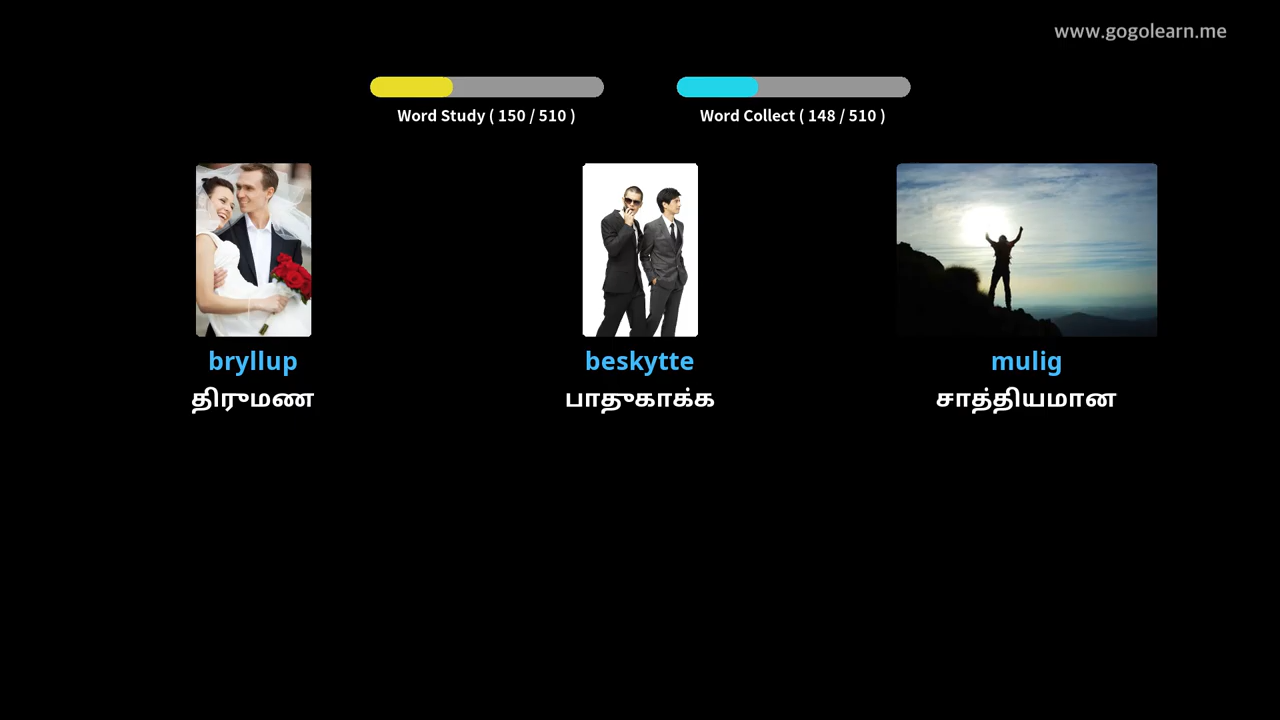 www.gogolearn.me
Word Study ( 150 / 510 )
Word Collect ( 148 / 510 )
bryllup
beskytte
mulig
திருமண
பாதுகாக்க
சாத்தியமான